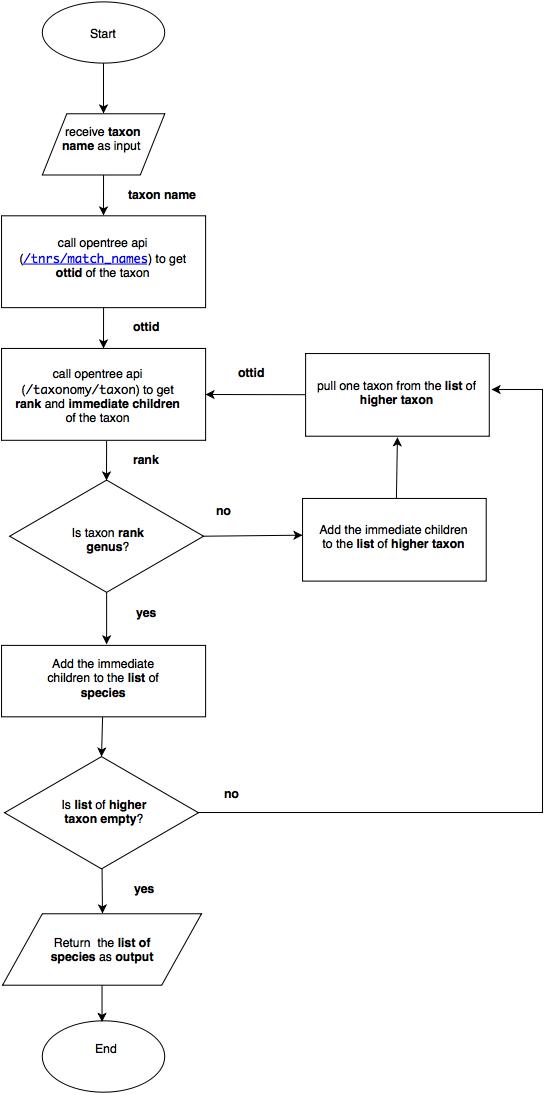 Start
receive taxon
name as input
taxon name
call opentree api
(/tnrs/match_names) to get
ottid of the taxon
ottid
call opentree api
(/taxonomy/taxon) to get
rank and immediate children
of the taxon
ottid
pull one taxon from the list of
higher taxon
rank
Is taxon rank
genus?
no
Add the immediate children
to the list of higher taxon
yes
Add the immediate
children to the list of
species
Is list of higher
taxon empty?
no
yes
Return the list of
species as output
End